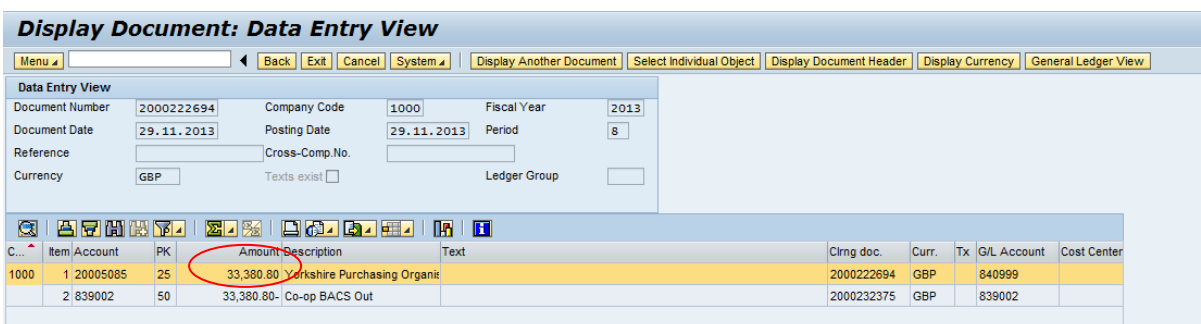 Display Document: Data Entry View
Menu Back Exit Cancel System Display Another Document Select Individual Object Display Document Header Display Currency General Ledger View
Data Entry View
Document Number 2000222694 Company Code 1000 Fiscal Year 2013
Document Date 29.11.2013 Posting Date 29.11.2013 Period 8
Reference Cross-Comp.No.
Currency GBP Texts exist Ledger Group
C... Item Account PK Amount Description Text Clrng doc. Curr. Tx G/L Account Cost Center
1000 1 20005085 25 33,380.80 Yorkshire Purchasing Organis 2000222694 GBP 840999
2 839002 50 33,380.80- Co-op BACS Out 2000232375 GBP 839002